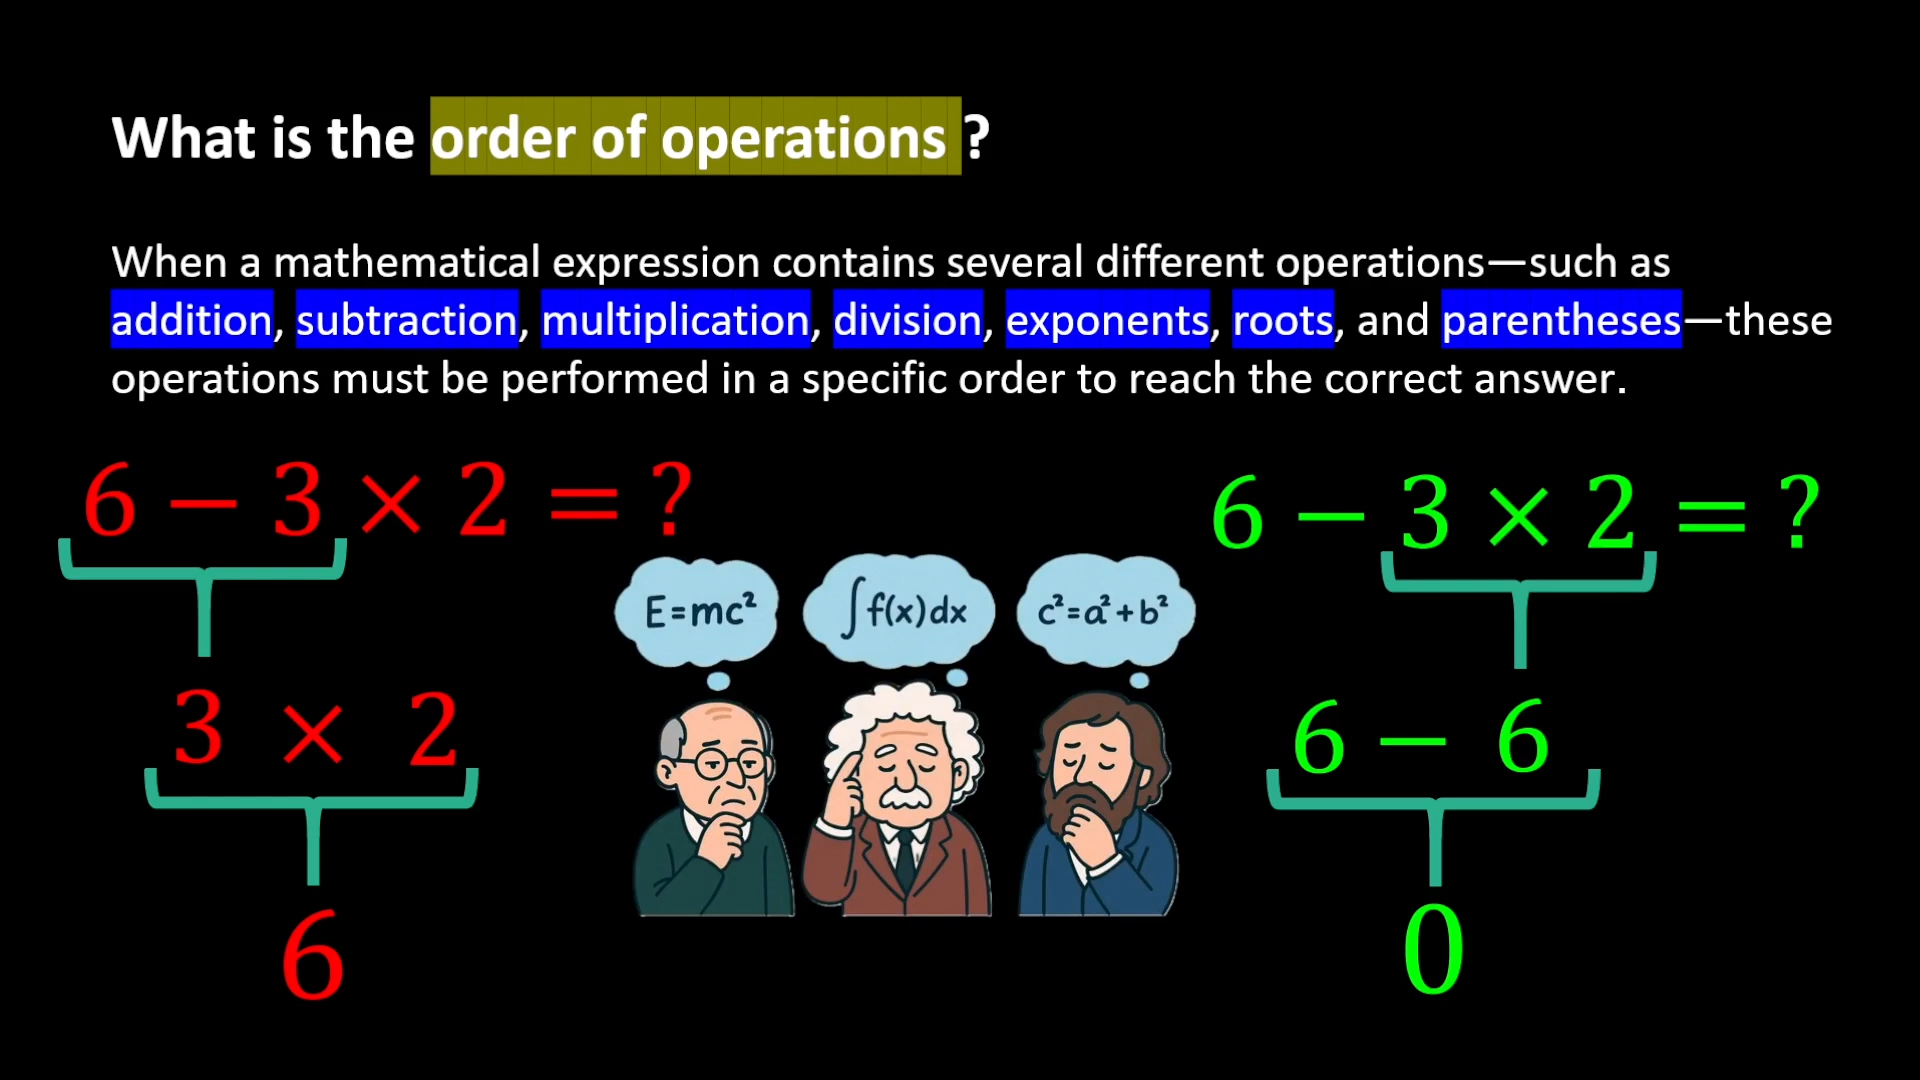 What is the order of operations ?
When a mathematical expression contains several different operations—such as
addition, subtraction, multiplication, division, exponents, roots, and parentheses—these
operations must be performed in a specific order to reach the correct answer.
6 − 3 × 2 = ?
6 − 3 × 2 = ?
E=mc²
∫f(x)dx
c²=a²+b²
3 × 2
6 − 6
6
0